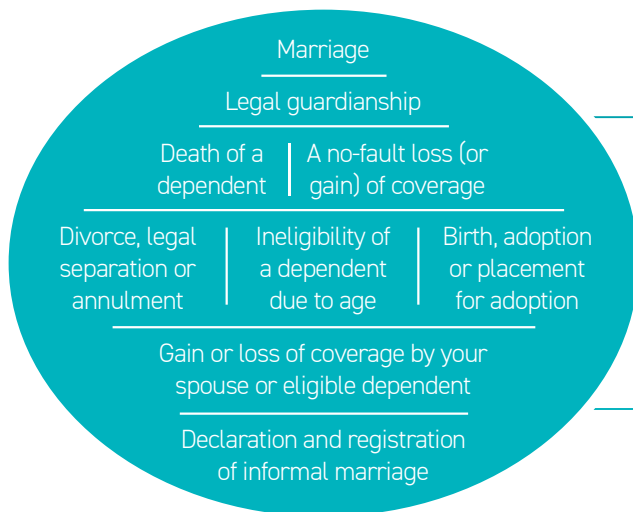 Marriage
Legal guardianship
Death of a
dependent
A no-fault loss (or
gain) of coverage
Divorce, legal
separation or
annulment
Ineligibility of
a dependent
due to age
Birth, adoption
or placement
for adoption
Gain or loss of coverage by your
spouse or eligible dependent
Declaration and registration
of informal marriage